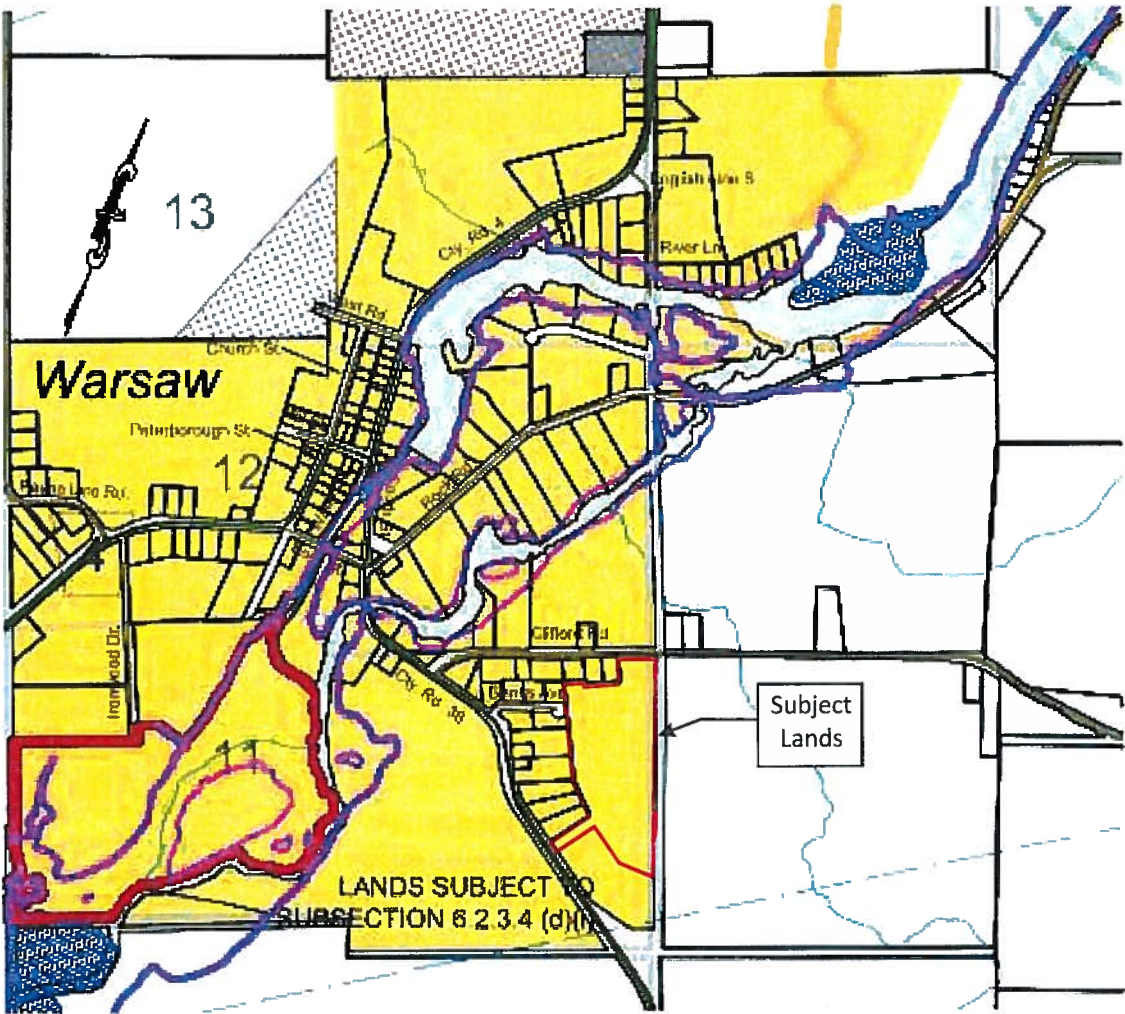 13
Cty. Rd. 4
River Ln
Church St.
Warsaw
Peterborough St.
12
Clifford Rd
Ironwood Dr.
Cty. Rd. 38
Subject
Lands
11
LANDS SUBJECT TO
SUBSECTION 6.2.3.4 (d)(i)